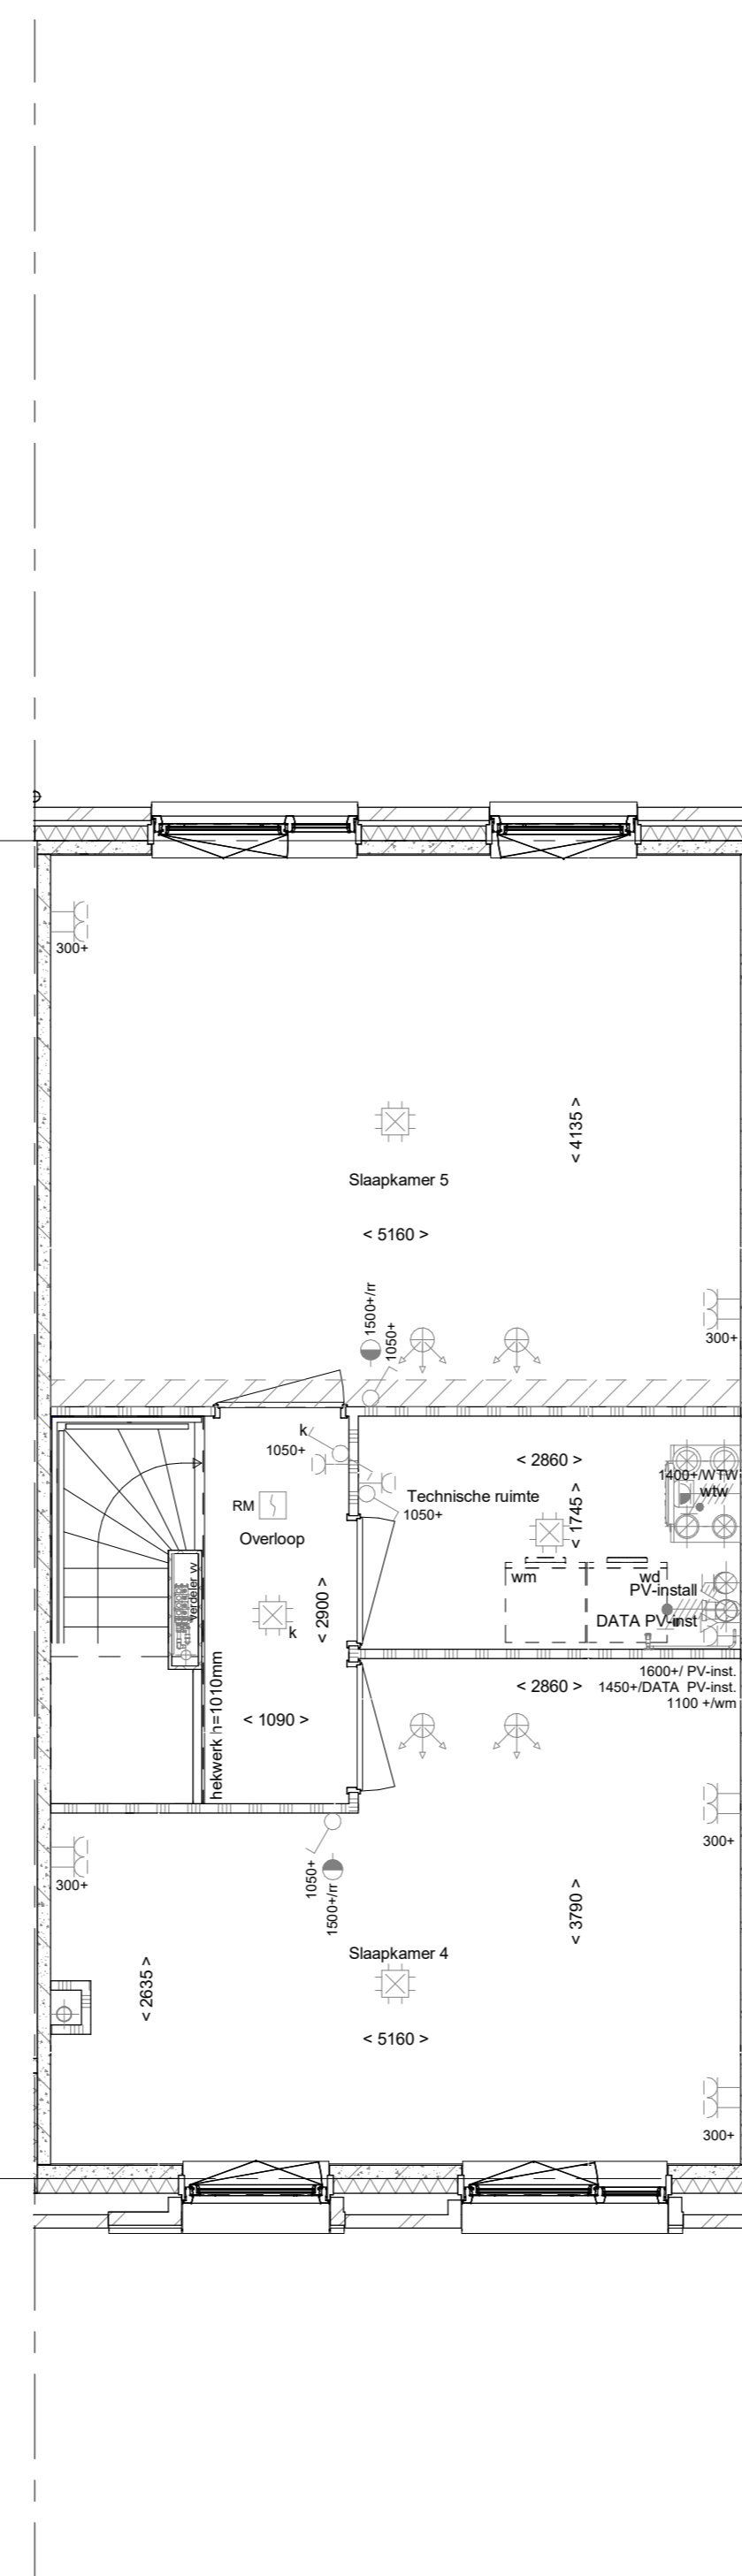 300+
< 4135 >
Slaapkamer 5
< 5160 >
1500+/rr
1050+
300+
k
1050+
< 2860 >
1400+/WTW
wtw
Technische ruimte
1050+
< 1745 >
RM
Overloop
verdeler vv
wm
wd
PV-install
DATA PV-inst
< 2900 >
k
hekwerk h=1010mm
< 1090 >
< 2860 >
1600+/ PV-inst.
1450+/DATA PV-inst.
1100 +/wm
300+
1050+
1500+/rr
300+
< 3790 >
Slaapkamer 4
< 2635 >
< 5160 >
300+